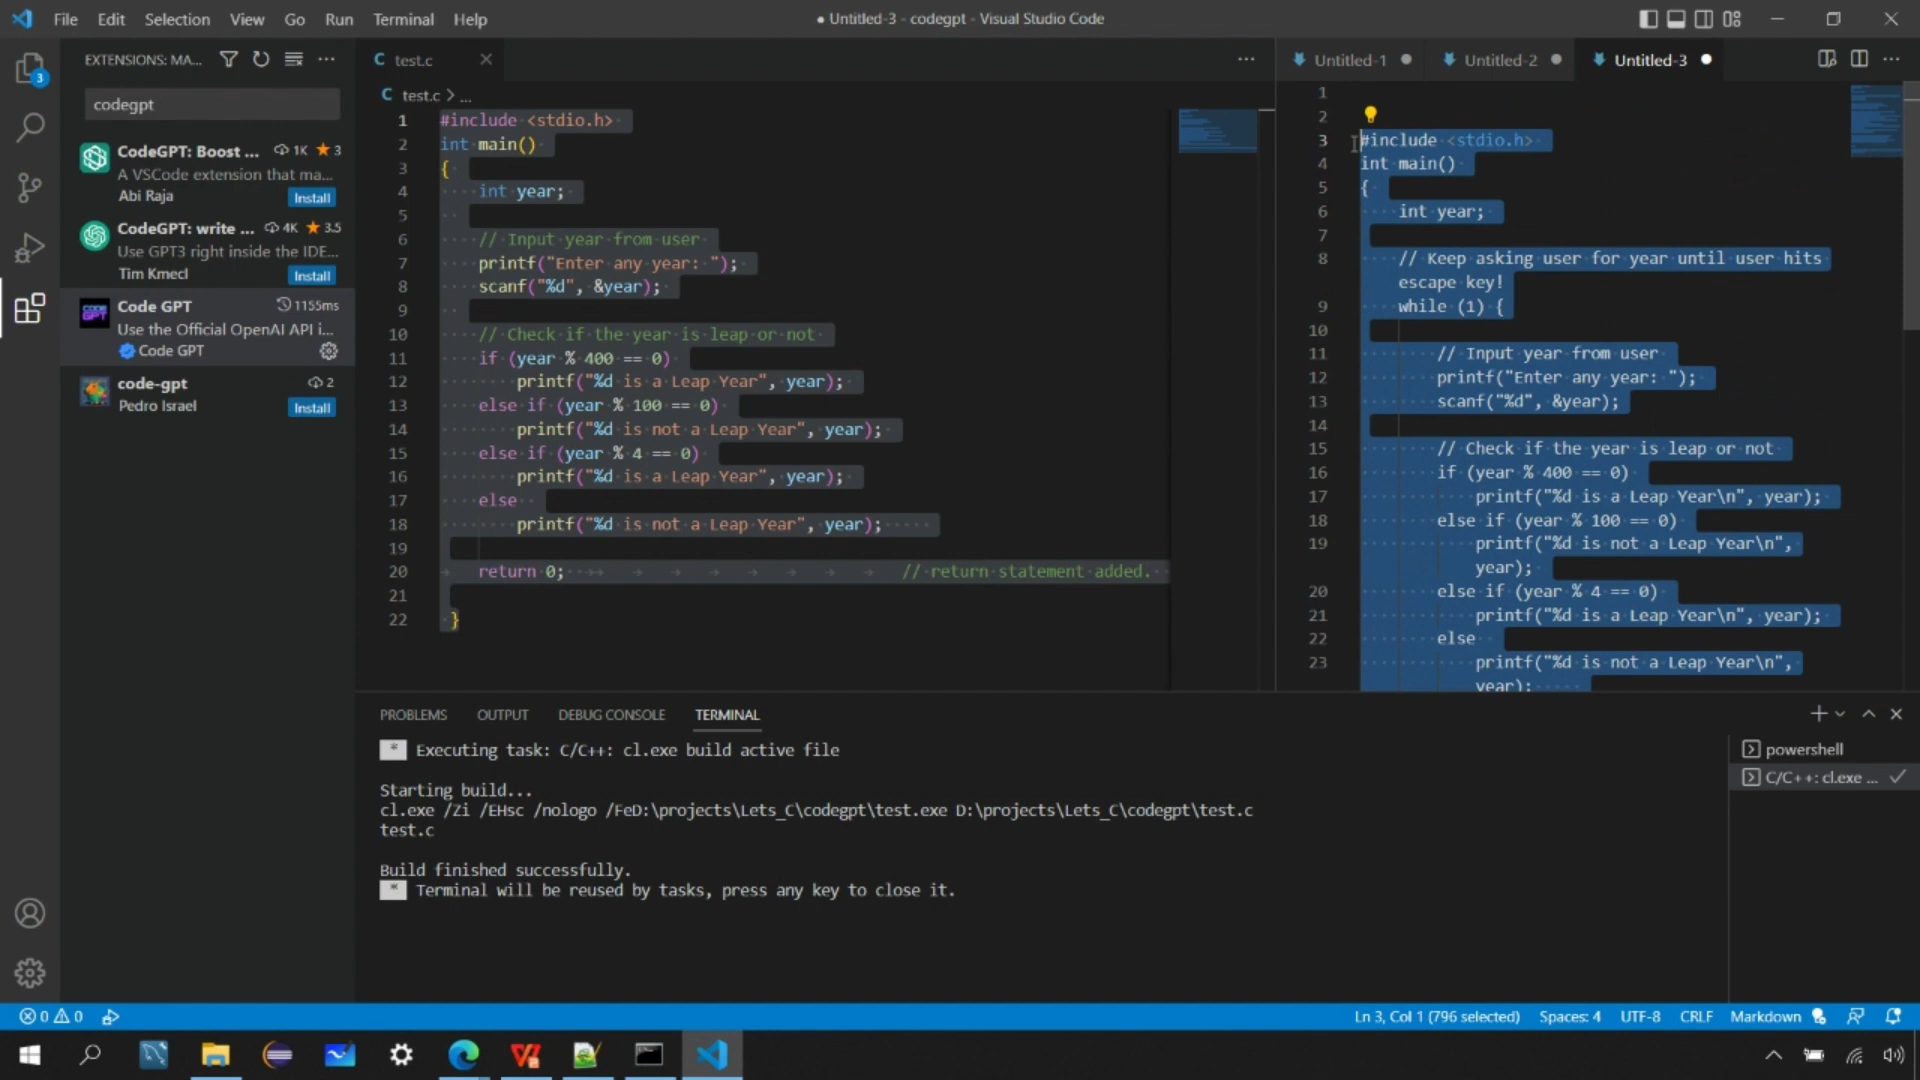 File Edit Selection View Go Run Terminal Help
● Untitled-3 - codegpt - Visual Studio Code
3
EXTENSIONS: MA...
codegpt
CodeGPT: Boost ... 1K 3
A VSCode extension that ma...
Abi Raja Install
CodeGPT: write ... 4K 3.5
Use GPT3 right inside the IDE...
Tim Kmecl Install
Code GPT 1155ms
Use the Official OpenAI API i...
Code GPT
code-gpt 2
Pedro Israel Install
C test.c
C test.c > ...
1 #include <stdio.h>
2 int main()
3 {
4 int year;
5
6 // Input year from user
7 printf("Enter any year: ");
8 scanf("%d", &year);
9
10 // Check if the year is leap or not
11 if (year % 400 == 0)
12 printf("%d is a Leap Year", year);
13 else if (year % 100 == 0)
14 printf("%d is not a Leap Year", year);
15 else if (year % 4 == 0)
16 printf("%d is a Leap Year", year);
17 else
18 printf("%d is not a Leap Year", year);
19
20 return 0; // return statement added.
21
22 }
Untitled-1 Untitled-2 Untitled-3
1
2
3 #include <stdio.h>
4 int main()
5 {
6 int year;
7
8 // Keep asking user for year until user hits
escape key!
9 while (1) {
10
11 // Input year from user
12 printf("Enter any year: ");
13 scanf("%d", &year);
14
15 // Check if the year is leap or not
16 if (year % 400 == 0)
17 printf("%d is a Leap Year\n", year);
18 else if (year % 100 == 0)
19 printf("%d is not a Leap Year\n",
year);
20 else if (year % 4 == 0)
21 printf("%d is a Leap Year\n", year);
22 else
23 printf("%d is not a Leap Year\n",
year);
PROBLEMS OUTPUT DEBUG CONSOLE TERMINAL
* Executing task: C/C++: cl.exe build active file
Starting build...
cl.exe /Zi /EHsc /nologo /FeD:\projects\Lets_C\codegpt\test.exe D:\projects\Lets_C\codegpt\test.c
test.c
Build finished successfully.
* Terminal will be reused by tasks, press any key to close it.
powershell
C/C++: cl.exe ...
0 0
Ln 3, Col 1 (796 selected) Spaces: 4 UTF-8 CRLF Markdown